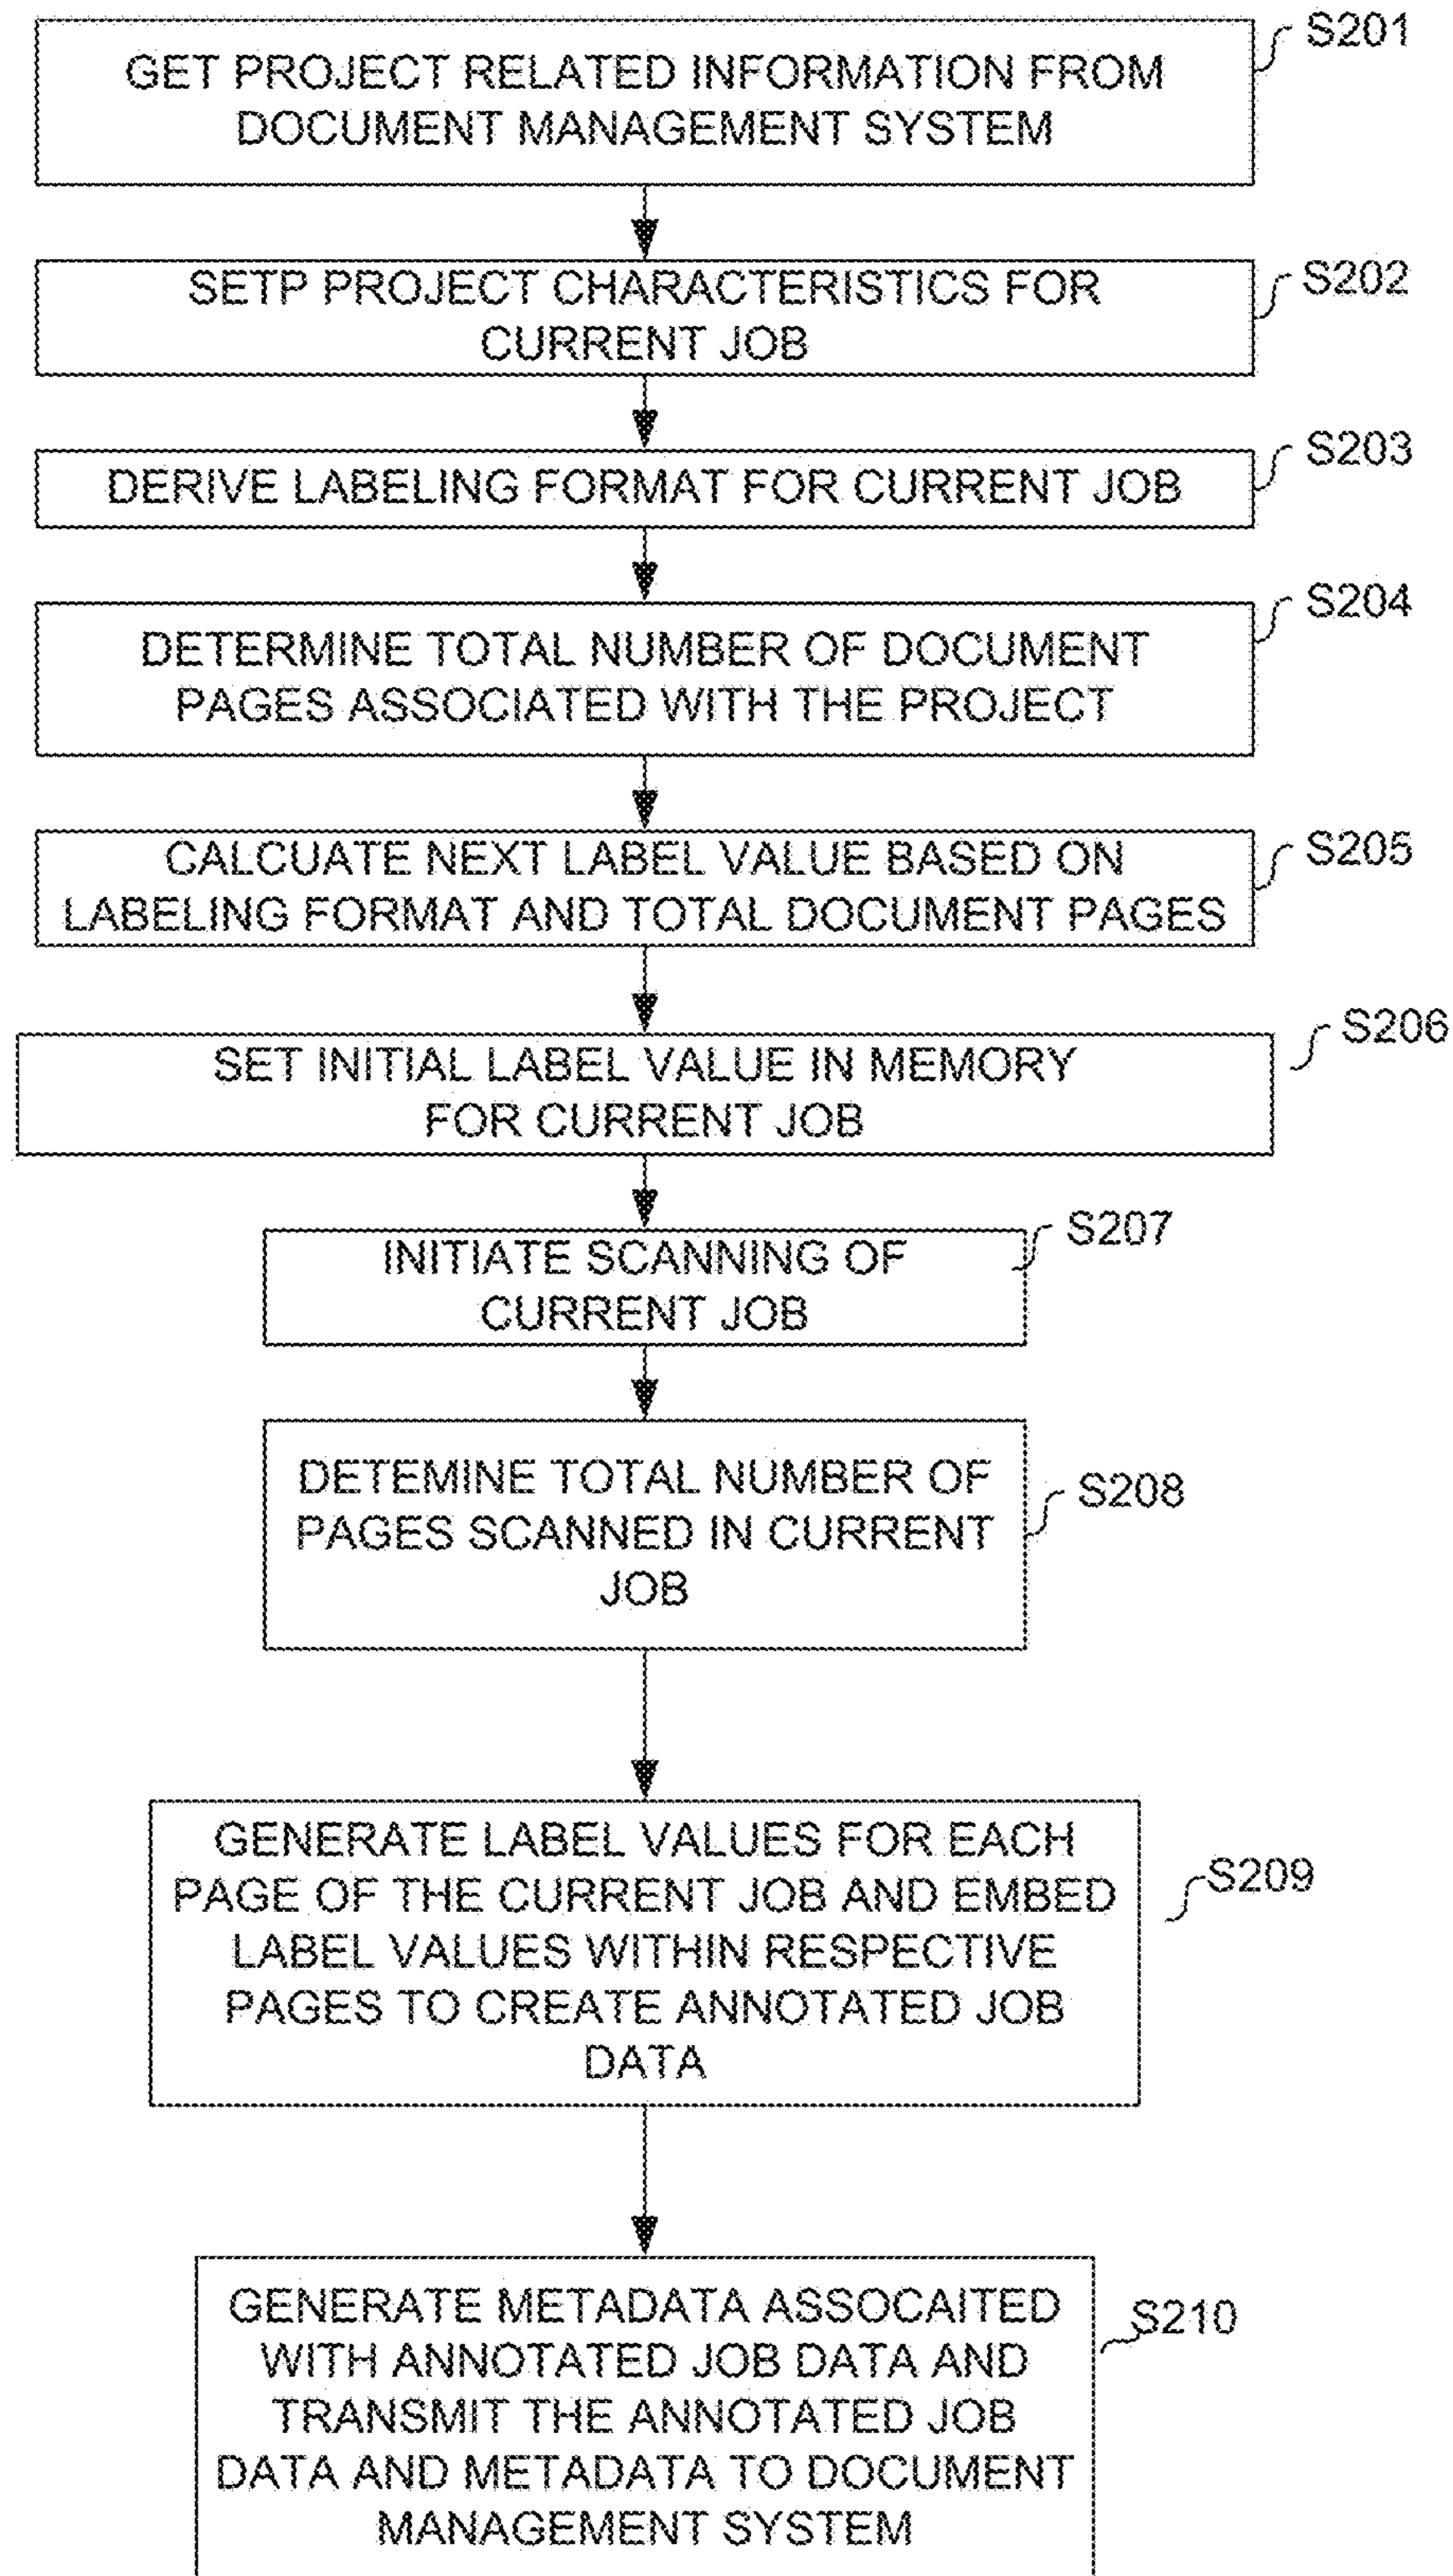 S201
GET PROJECT RELATED INFORMATION FROM
DOCUMENT MANAGEMENT SYSTEM
S202
SETP PROJECT CHARACTERISTICS FOR
CURRENT JOB
S203
DERIVE LABELING FORMAT FOR CURRENT JOB
S204
DETERMINE TOTAL NUMBER OF DOCUMENT
PAGES ASSOCIATED WITH THE PROJECT
S205
CALCUATE NEXT LABEL VALUE BASED ON
LABELING FORMAT AND TOTAL DOCUMENT PAGES
S206
SET INITIAL LABEL VALUE IN MEMORY
FOR CURRENT JOB
S207
INITIATE SCANNING OF
CURRENT JOB
S208
DETEMINE TOTAL NUMBER OF
PAGES SCANNED IN CURRENT
JOB
S209
GENERATE LABEL VALUES FOR EACH
PAGE OF THE CURRENT JOB AND EMBED
LABEL VALUES WITHIN RESPECTIVE
PAGES TO CREATE ANNOTATED JOB
DATA
S210
GENERATE METADATA ASSOCAITED
WITH ANNOTATED JOB DATA AND
TRANSMIT THE ANNOTATED JOB
DATA AND METADATA TO DOCUMENT
MANAGEMENT SYSTEM